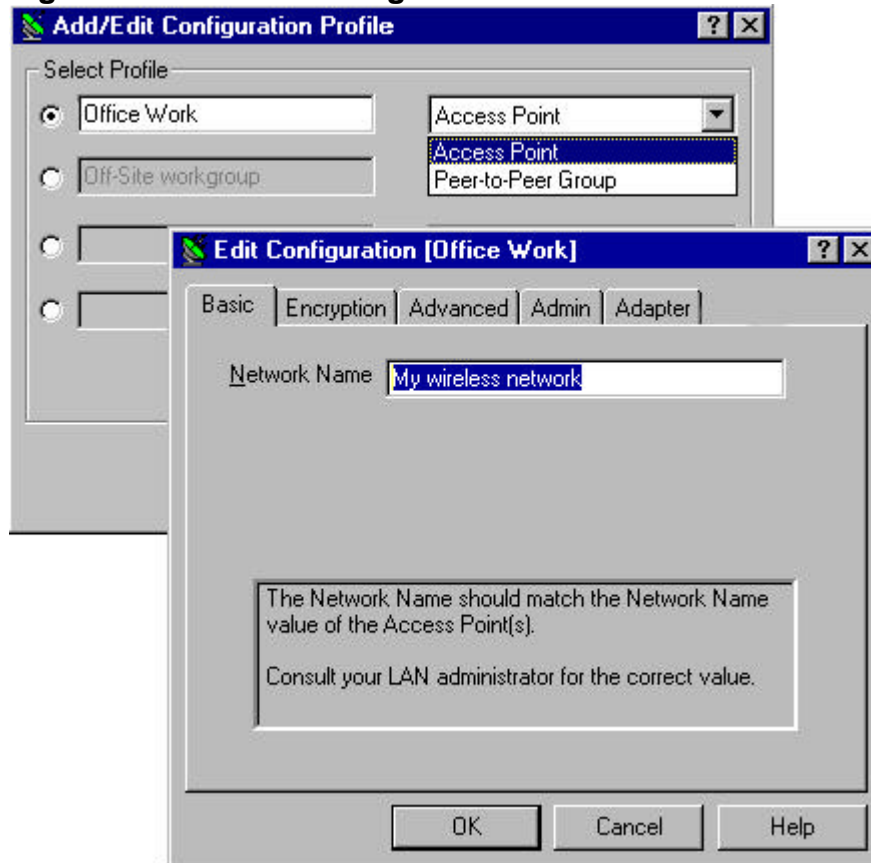 Add/Edit Configuration Profile
Select Profile
Office Work
Access Point
Access Point
Peer-to-Peer Group
Off-Site workgroup
Edit Configuration [Office Work]
Basic Encryption Advanced Admin Adapter
Network Name My wireless network
The Network Name should match the Network Name
value of the Access Point(s).
Consult your LAN administrator for the correct value.
OK Cancel Help